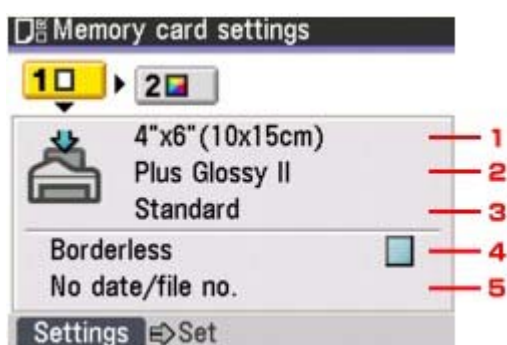 Memory card settings
1 2
4"x6"(10x15cm) 1
Plus Glossy II 2
Standard 3
Borderless 4
No date/file no. 5
Settings Set